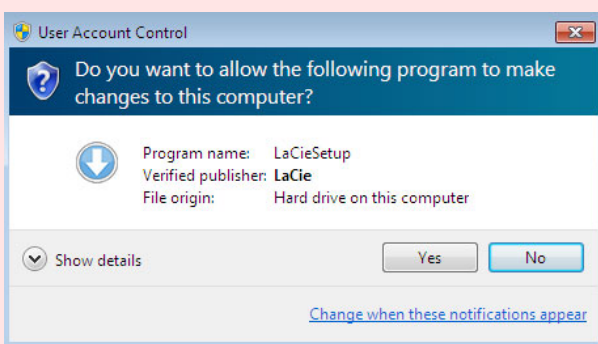 User Account Control
Do you want to allow the following program to make
changes to this computer?
Program name: LaCieSetup
Verified publisher: LaCie
File origin: Hard drive on this computer
Show details
Yes
No
Change when these notifications appear